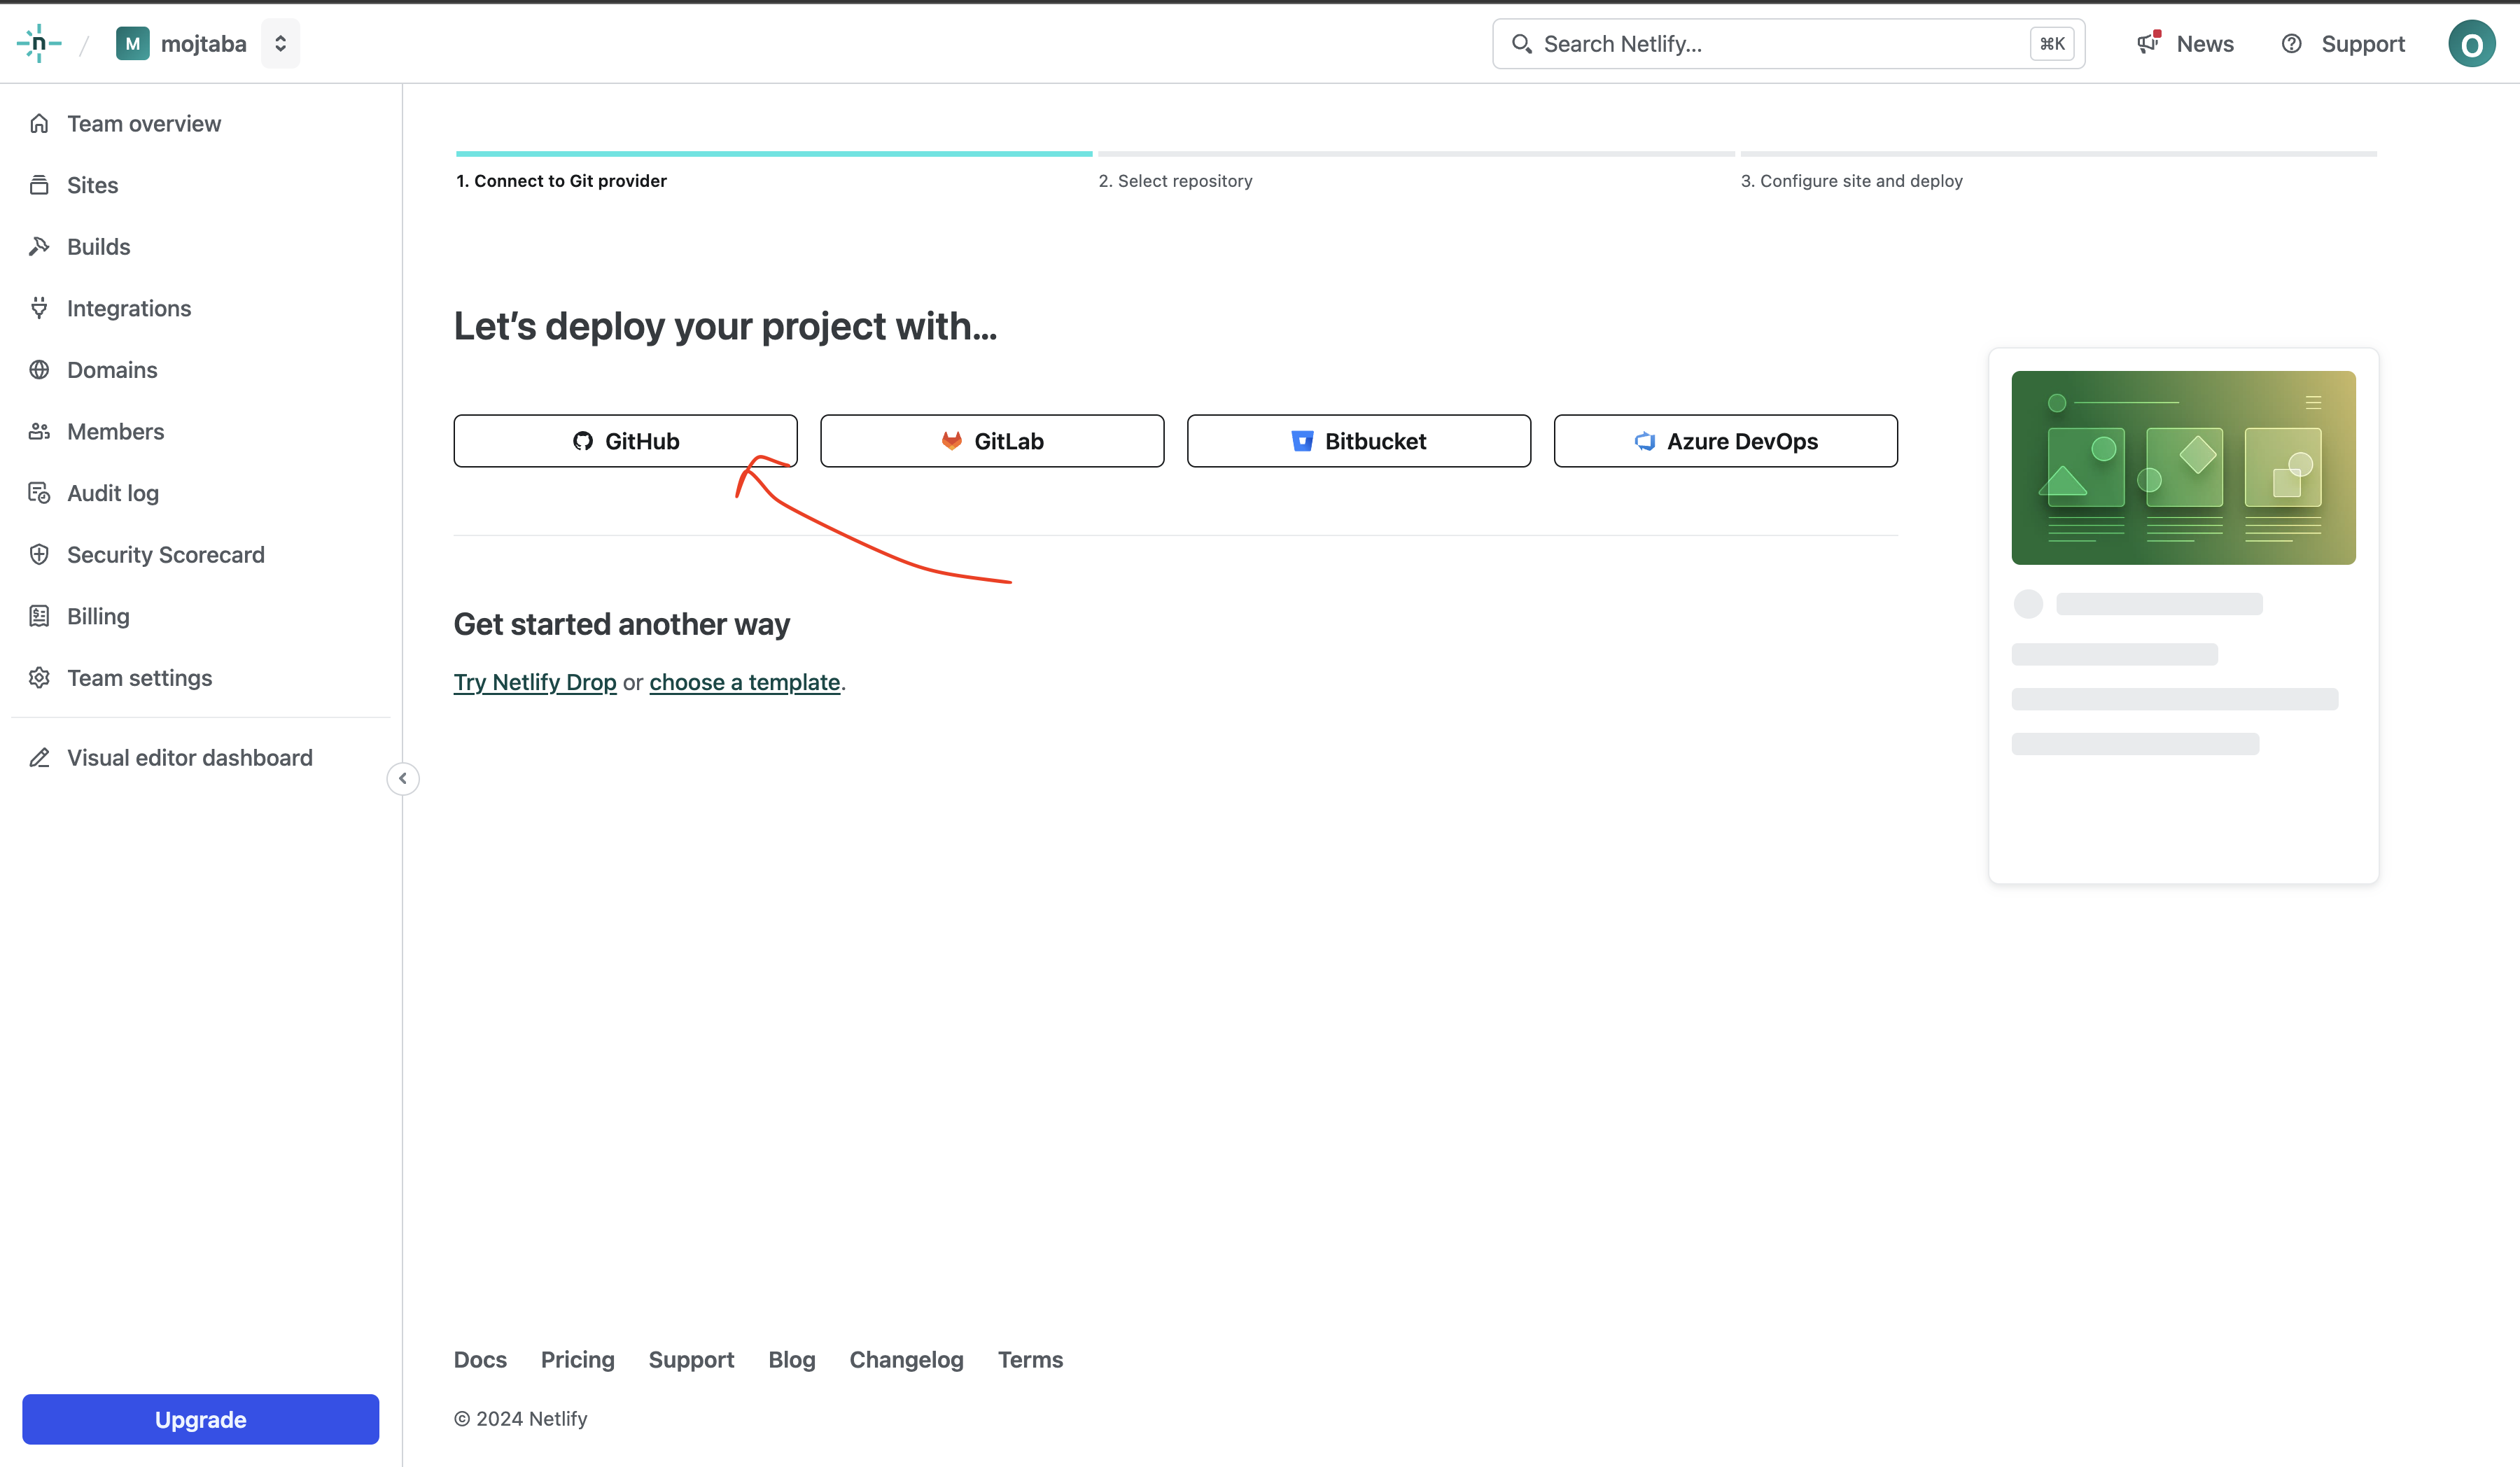 n / M mojtaba
Search Netlify... ⌘K
News
Support
O
Team overview
Sites
Builds
Integrations
Domains
Members
Audit log
Security Scorecard
Billing
Team settings
Visual editor dashboard
Upgrade
1. Connect to Git provider
2. Select repository
3. Configure site and deploy
Let’s deploy your project with…
GitHub
GitLab
Bitbucket
Azure DevOps
Get started another way
Try Netlify Drop or choose a template.
Docs Pricing Support Blog Changelog Terms
© 2024 Netlify